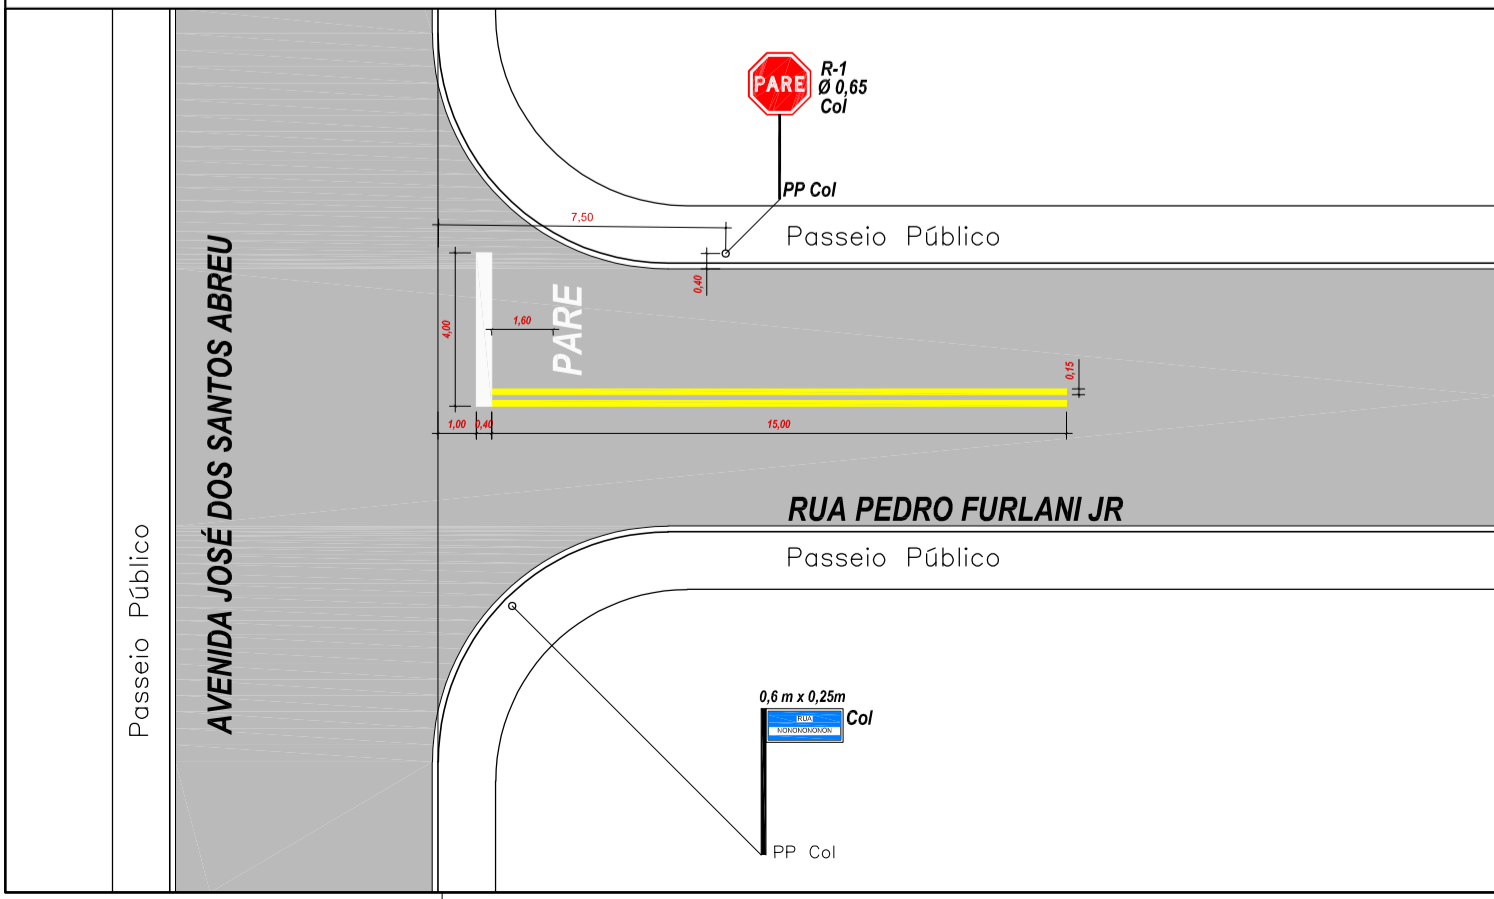 PARE
R-1
Ø 0,65
Col
PP Col
7,50
Passeio Público
0,40
PARE
1,60
4,00
0,15
1,00
0,40
15,00
AVENIDA JOSÉ DOS SANTOS ABREU
RUA PEDRO FURLANI JR
Passeio Público
Passeio Público
0,6 m x 0,25m
Col
RUA
NONONONONON
PP Col